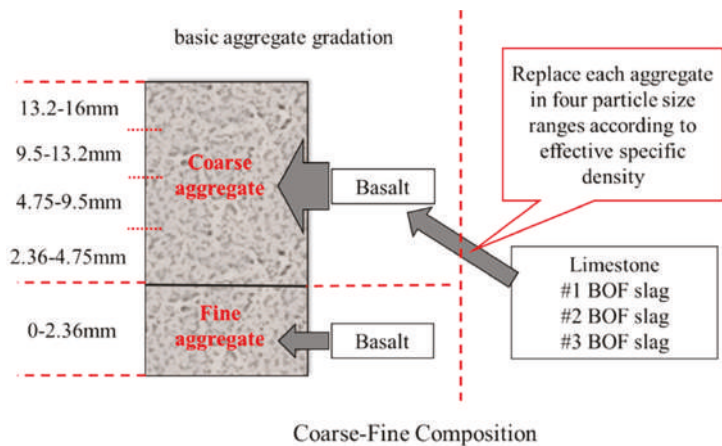 basic aggregate gradation
13.2-16mm
9.5-13.2mm
4.75-9.5mm
2.36-4.75mm
0-2.36mm
Coarse
aggregate
Fine
aggregate
Basalt
Basalt
Replace each aggregate
in four particle size
ranges according to
effective specific
density
Limestone
#1 BOF slag
#2 BOF slag
#3 BOF slag
Coarse-Fine Composition